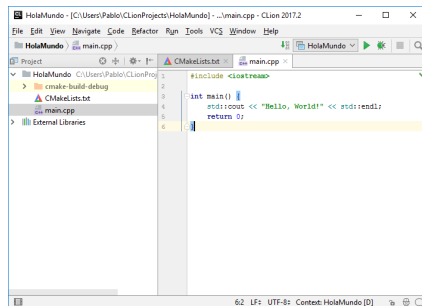 HolaMundo - [C:\Users\Pablo\CLionProjects\HolaMundo] - ...\main.cpp - CLion 2017.2
File Edit View Navigate Code Refactor Run Tools VCS Window Help
HolaMundo main.cpp HolaMundo
Project CMakeLists.txt main.cpp
HolaMundo C:\Users\Pablo\CLionProj
cmake-build-debug
CMakeLists.txt
main.cpp
External Libraries
1 #include <iostream>
2
3 int main() {
4 std::cout << "Hello, World!" << std::endl;
5 return 0;
6 }
6:2 LF÷ UTF-8÷ Context: HolaMundo [D]